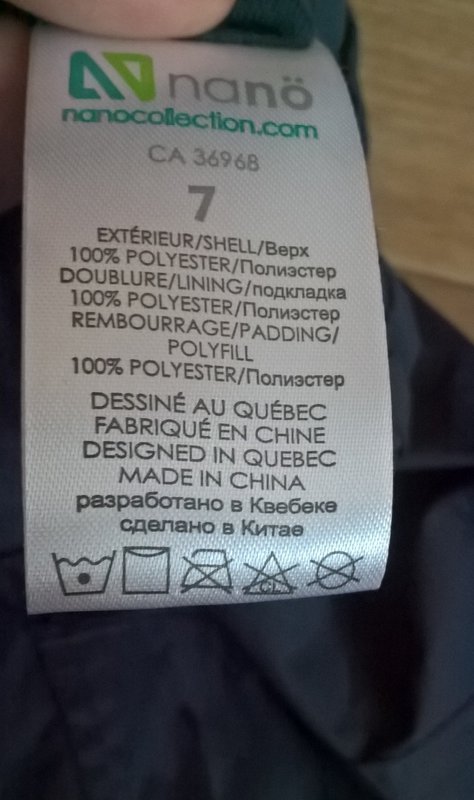 nanö
nanocollection.com
CA 36968
7
EXTÉRIEUR/SHELL/Верх
100% POLYESTER/Полиэстер
DOUBLURE/LINING/подкладка
100% POLYESTER/Полиэстер
REMBOURRAGE/PADDING/
POLYFILL
100% POLYESTER/Полиэстер
DESSINÉ AU QUÉBEC
FABRIQUÉ EN CHINE
DESIGNED IN QUEBEC
MADE IN CHINA
разработано в Квебеке
сделано в Китае
CL